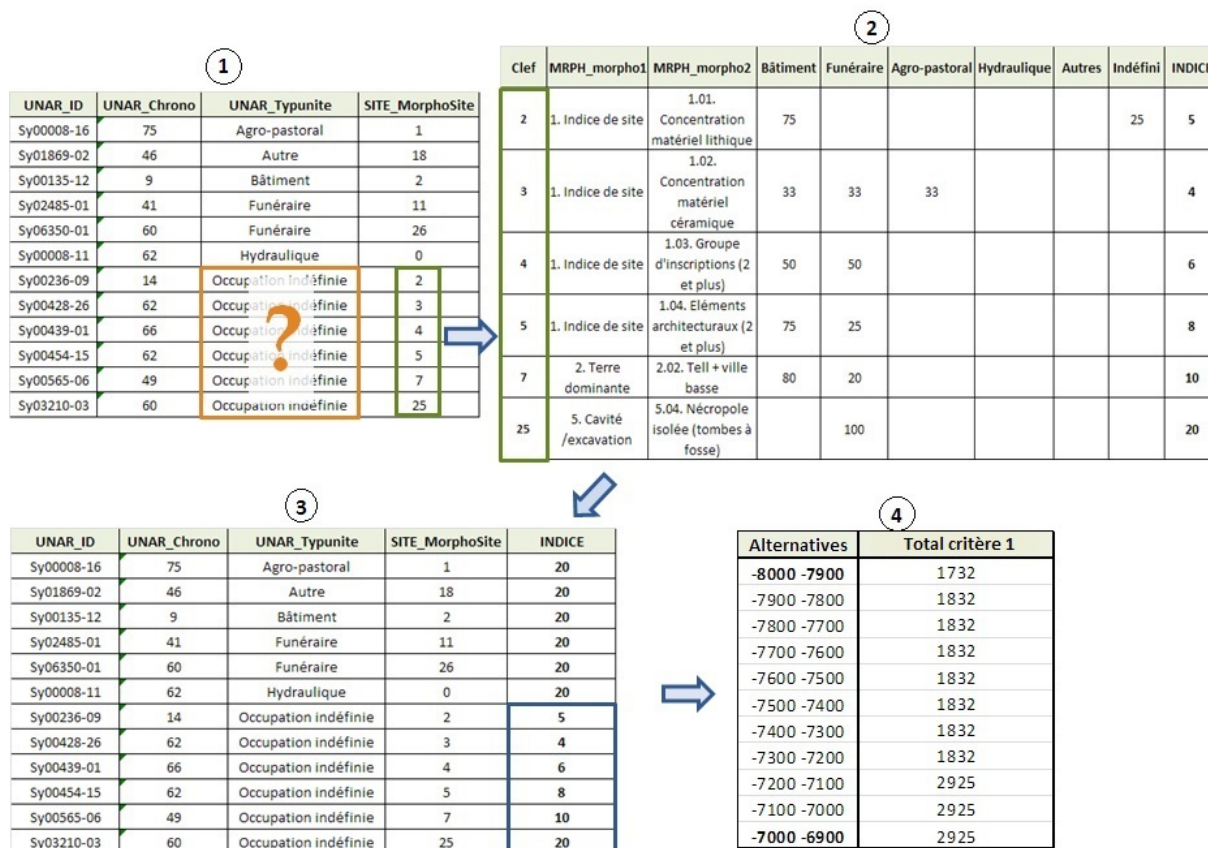 1
UNAR_ID UNAR_Chrono UNAR_Typunite SITE_MorphoSite
Sy00008-16 75 Agro-pastoral 1
Sy01869-02 46 Autre 18
Sy00135-12 9 Bâtiment 2
Sy02485-01 41 Funéraire 11
Sy06350-01 60 Funéraire 26
Sy00008-11 62 Hydraulique 0
Sy00236-09 14 Occupation indéfinie 2
Sy00428-26 62 Occupation indéfinie 3
Sy00439-01 66 Occupation indéfinie 4
Sy00454-15 62 Occupation indéfinie 5
Sy00565-06 49 Occupation indéfinie 7
Sy03210-03 60 Occupation indéfinie 25
?
2
Clef MRPH_morpho1 MRPH_morpho2 Bâtiment Funéraire Agro-pastoral Hydraulique Autres Indéfini INDICE
1.01.
2 1. Indice de site Concentration 75 25 5
matériel lithique
1.02.
Concentration
3 1. Indice de site matériel 33 33 33 4
céramique
1.03. Groupe
4 1. Indice de site d'inscriptions (2 50 50 6
et plus)
1.04. Eléments
5 1. Indice de site architecturaux (2 75 25 8
et plus)
7 2. Terre 2.02. Tell + ville 80 20 10
dominante basse
5. Cavité 5.04. Nécropole
25 /excavation isolée (tombes à 100 20
fosse)
3
UNAR_ID UNAR_Chrono UNAR_Typunite SITE_MorphoSite INDICE
Sy00008-16 75 Agro-pastoral 1 20
Sy01869-02 46 Autre 18 20
Sy00135-12 9 Bâtiment 2 20
Sy02485-01 41 Funéraire 11 20
Sy06350-01 60 Funéraire 26 20
Sy00008-11 62 Hydraulique 0 20
Sy00236-09 14 Occupation indéfinie 2 5
Sy00428-26 62 Occupation indéfinie 3 4
Sy00439-01 66 Occupation indéfinie 4 6
Sy00454-15 62 Occupation indéfinie 5 8
Sy00565-06 49 Occupation indéfinie 7 10
Sy03210-03 60 Occupation indéfinie 25 20
4
Alternatives Total critère 1
-8000 -7900 1732
-7900 -7800 1832
-7800 -7700 1832
-7700 -7600 1832
-7600 -7500 1832
-7500 -7400 1832
-7400 -7300 1832
-7300 -7200 1832
-7200 -7100 2925
-7100 -7000 2925
-7000 -6900 2925